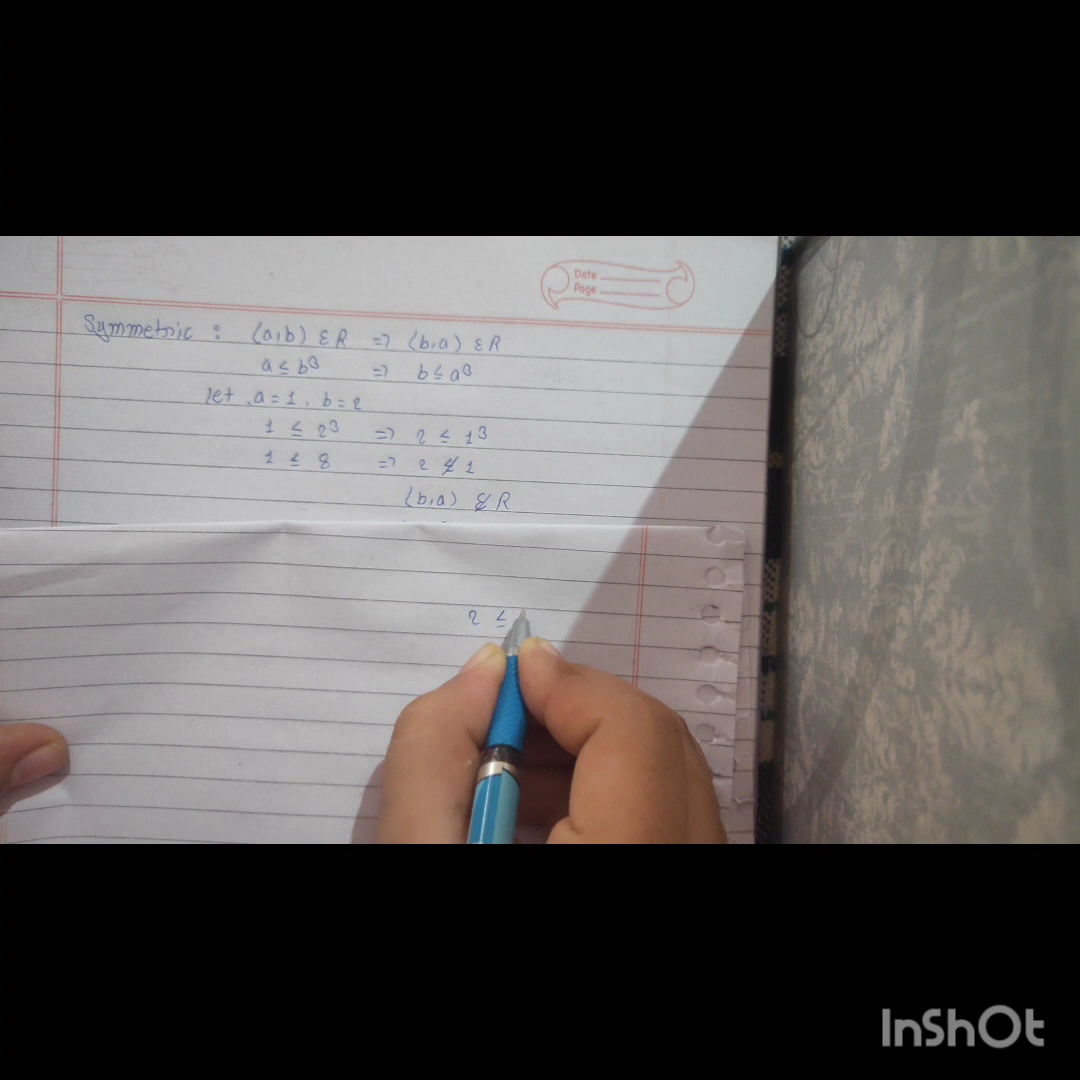 Date
Page
Symmetric : (a,b) ∈ R ⇒ (b,a) ∈ R
a ≤ b³ ⇒ b ≤ a³
let , a = 1 , b = 2
1 ≤ 2³ ⇒ 2 ≤ 1³
1 ≤ 8 ⇒ 2 ≰ 1
(b,a) ∉ R
2 ≤
InShOt